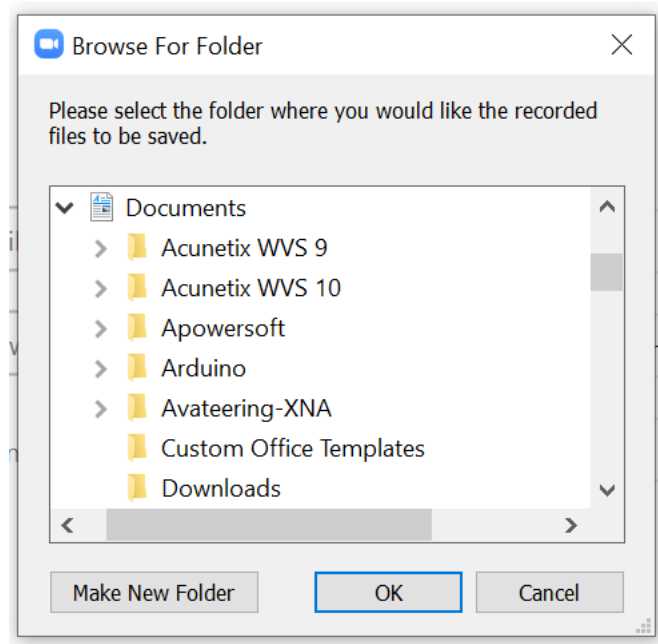 Browse For Folder
Please select the folder where you would like the recorded
files to be saved.
Documents
Acunetix WVS 9
Acunetix WVS 10
Apowersoft
Arduino
Avateering-XNA
Custom Office Templates
Downloads
Make New Folder OK Cancel